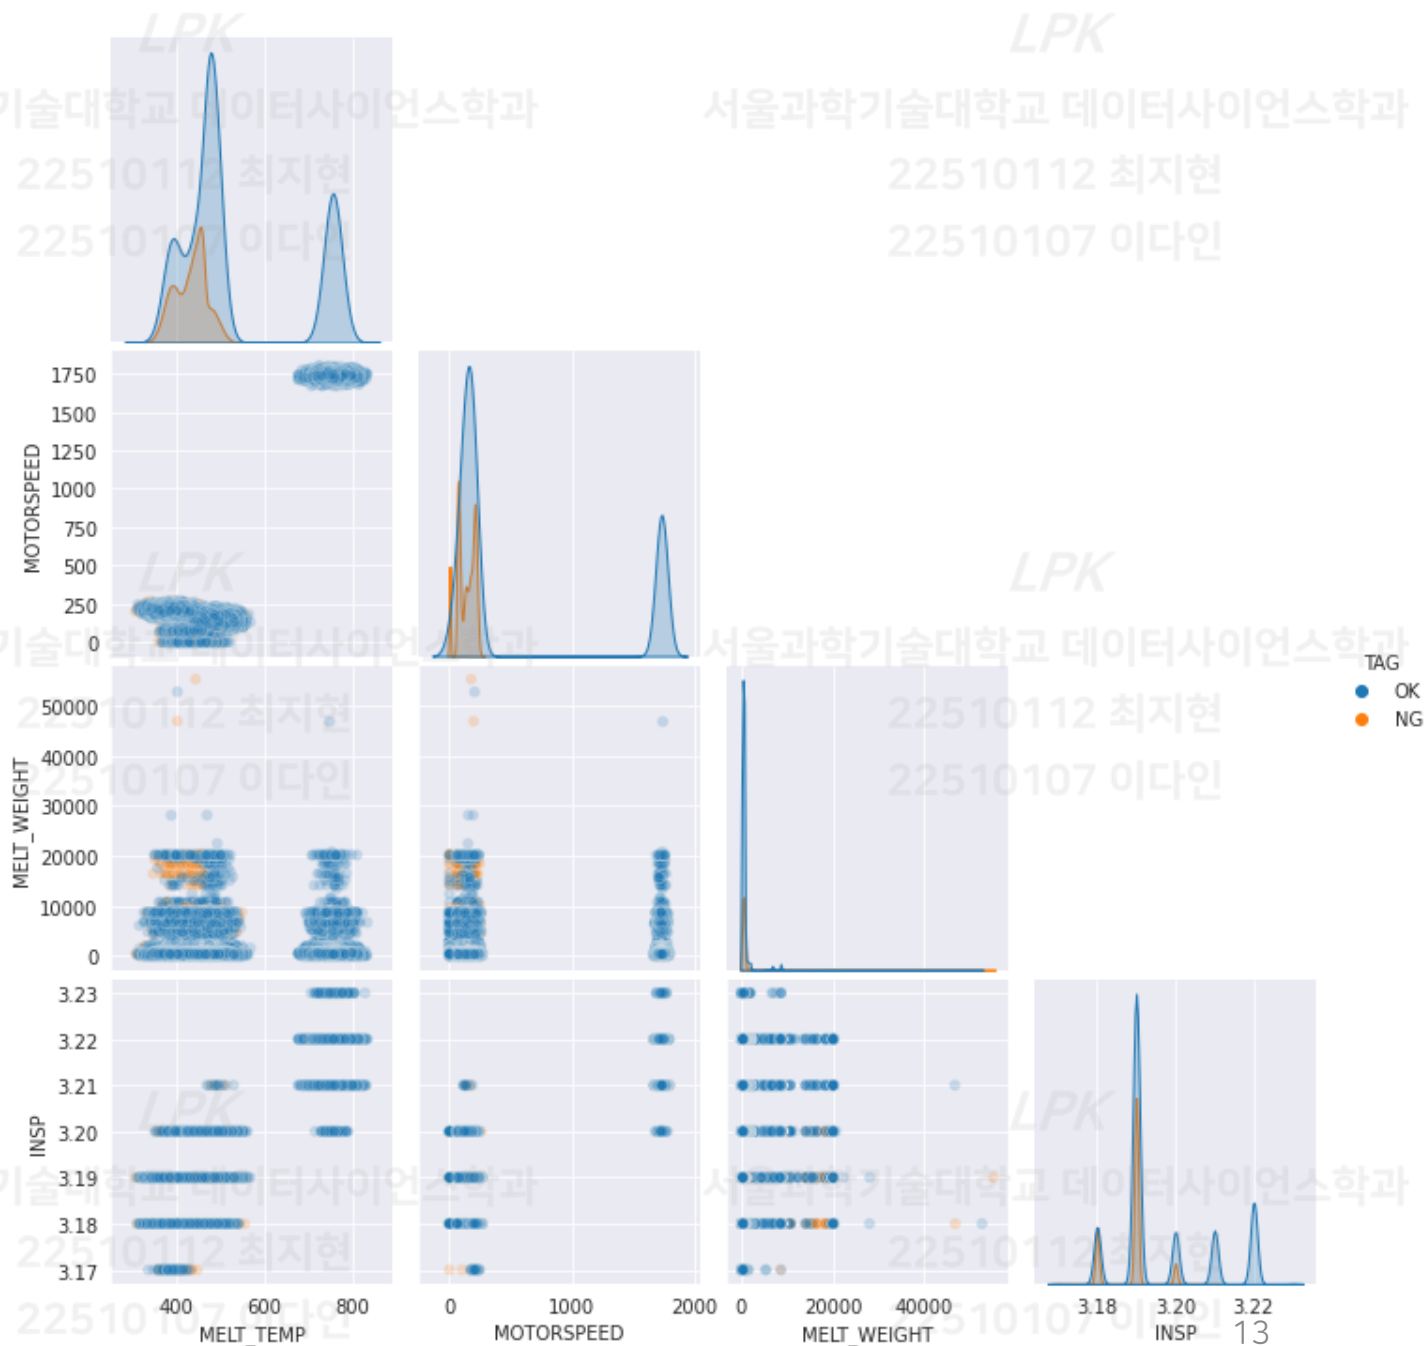 LPK
LPK
기술대학교 데이터사이언스학과
서울과학기술대학교 데이터사이언스학과
22510112 최지현
22510112 최지현
22510107 이다인
22510107 이다인
1750
1500
1250
1000
750
500
250
0
MOTORSPEED
LPK
LPK
기술대학교 데이터사이언스학과
서울과학기술대학교 데이터사이언스학과
TAG
OK
NG
22510112 최지현
22510112 최지현
22510107 이다인
22510107 이다인
50000
40000
30000
20000
10000
0
MELT_WEIGHT
3.23
3.22
3.21
3.20
3.19
3.18
3.17
INSP
LPK
LPK
기술대학교 데이터사이언스학과
서울과학기술대학교 데이터사이언스학과
22510112 최지현
22510112 최지현
22510107 이다인
22510107 이다인
400 600 800
0 1000 2000
0 20000 40000
3.18 3.20 3.22
MELT_TEMP
MOTORSPEED
MELT_WEIGHT
INSP
13